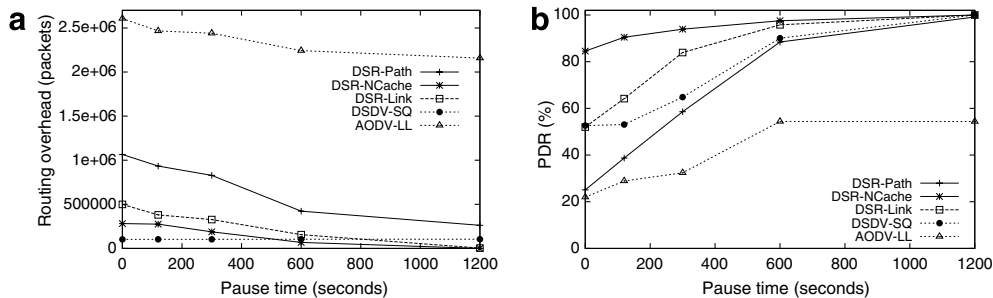 a
Routing overhead (packets)
2.5e+06
2e+06
1.5e+06
1e+06
500000
0
DSR-Path
DSR-NCache
DSR-Link
DSDV-SQ
AODV-LL
0 200 400 600 800 1000 1200
Pause time (seconds)
b
PDR (%)
100
80
60
40
20
0
DSR-Path
DSR-NCache
DSR-Link
DSDV-SQ
AODV-LL
0 200 400 600 800 1000 1200
Pause time (seconds)